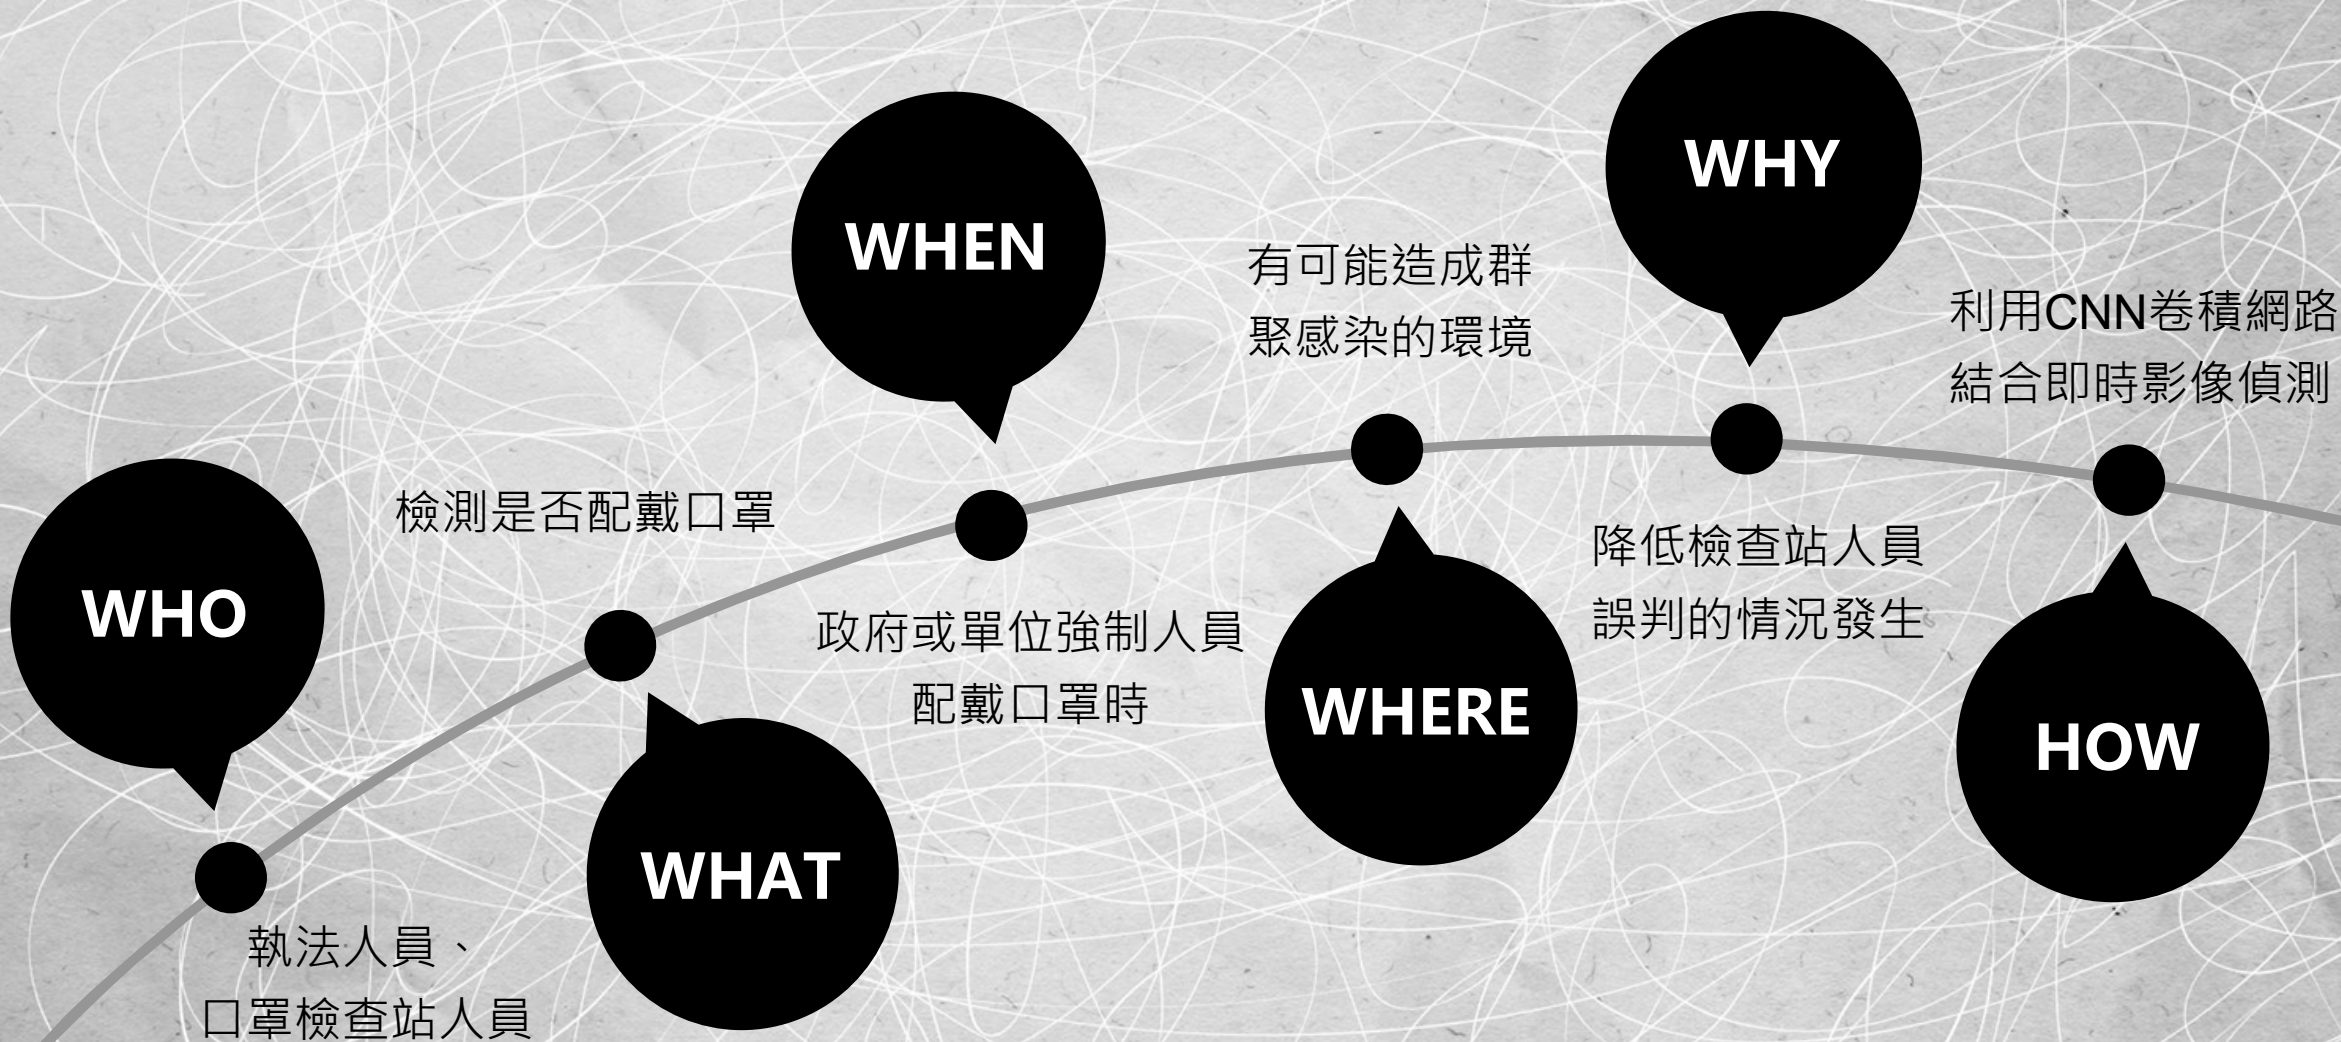 WHO
執法人員、
口罩檢查站人員
WHAT
檢測是否配戴口罩
WHEN
政府或單位強制人員
配戴口罩時
WHERE
有可能造成群
聚感染的環境
WHY
降低檢查站人員
誤判的情況發生
HOW
利用CNN卷積網路
結合即時影像偵測